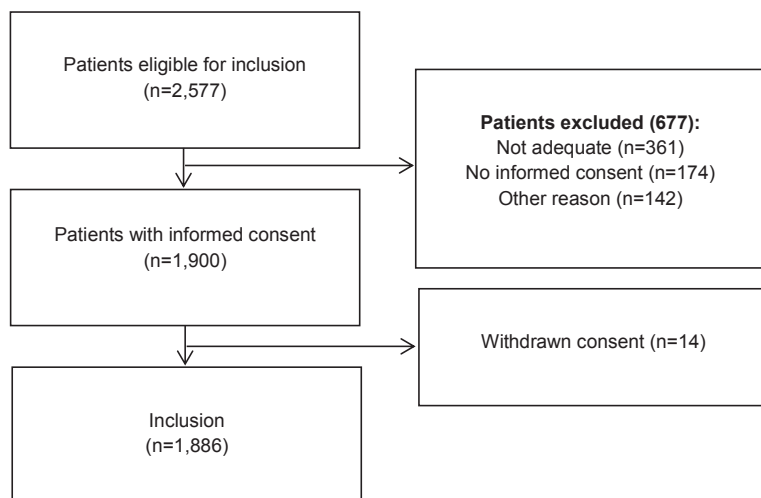 Patients eligible for inclusion
(n=2,577)
Patients excluded (677):
Not adequate (n=361)
No informed consent (n=174)
Other reason (n=142)
Patients with informed consent
(n=1,900)
Withdrawn consent (n=14)
Inclusion
(n=1,886)